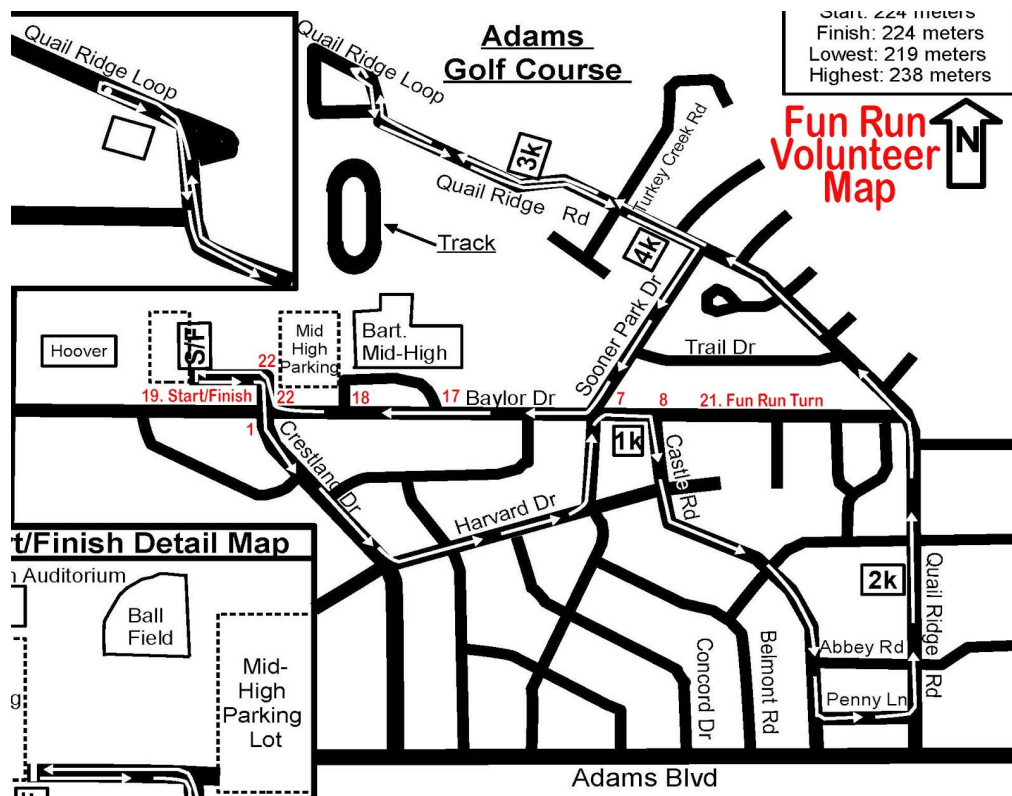 Start: 224 meters
Finish: 224 meters
Lowest: 219 meters
Highest: 238 meters
Adams
Golf Course
Fun Run
Volunteer
Map
N
Quail Ridge Loop
Quail Ridge Loop
3k
Turkey Creek Rd
Quail Ridge Rd
4k
Track
Sooner Park Dr
Hoover
S/F
Mid
High
Parking
Bart.
Mid-High
Trail Dr
22
19. Start/Finish
22
18
17
Baylor Dr
7
8
21. Fun Run Turn
1
1k
Crestland Dr
Castle Rd
Harvard Dr
t/Finish Detail Map
Auditorium
Ball
Field
2k
Quail Ridge Rd
Abbey Rd
Penny Ln
Concord Dr
Belmont Rd
Mid-
High
Parking
Lot
g
Adams Blvd